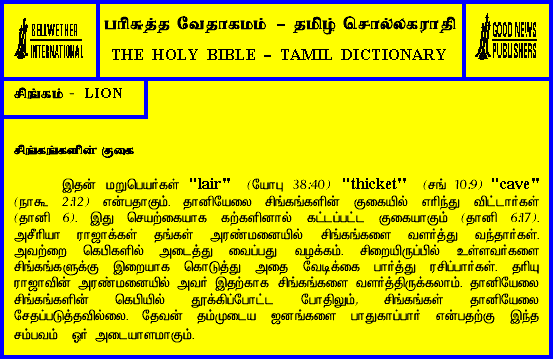 BELLWETHER
INTERNATIONAL
பரிசுத்த வேதாகமம் – தமிழ் சொல்லகராதி
THE HOLY BIBLE – TAMIL DICTIONARY
GOOD NEWS
PUBLISHERS
சிங்கம் - LION
சிங்கங்களின் குகை
இதன் மறுபெயர்கள் "lair" (யோபு 38:40) "thicket" (சங் 10:9) "cave"
(நாகூ 2:12) என்பதாகும். தானியேலை சிங்கங்களின் குகையில் எரிந்து விட்டார்கள்
(தானி 6). இது செயற்கையாக கற்களினால் கட்டப்பட்ட குகையாகும் (தானி 6:17).
அசீரியா ராஜாக்கள் தங்கள் அரண்மனையில் சிங்கங்களை வளர்த்து வந்தார்கள்.
அவற்றை கெபிகளில் அடைத்து வைப்பது வழக்கம். சிறையிருப்பில் உள்ளவர்களை
சிங்கங்களுக்கு இறையாக கொடுத்து அதை வேடிக்கை பார்த்து ரசிப்பார்கள். தரியு
ராஜாவின் அரண்மனையில் அவர் இதற்காக சிங்கங்களை வளர்த்திருக்கலாம். தானியேலை
சிங்கங்களின் கெபியில் தூக்கிப்போட்ட போதிலும், சிங்கங்கள் தானியேலை
சேதப்படுத்தவில்லை. தேவன் தம்முடைய ஜனங்களை பாதுகாப்பார் என்பதற்கு இந்த
சம்பவம் ஓர் அடையாளமாகும்.